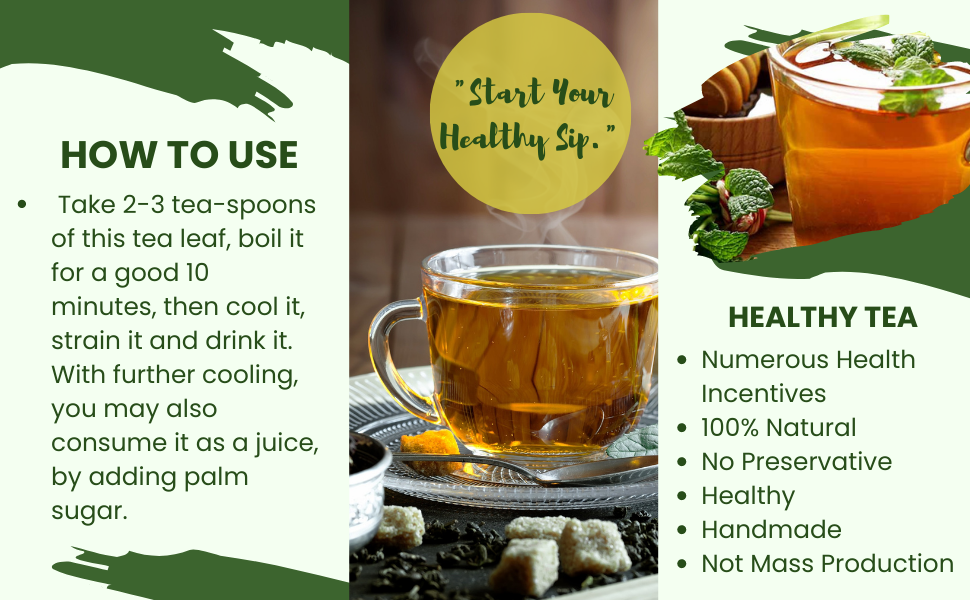 HOW TO USE
• Take 2-3 tea-spoons
of this tea leaf, boil it
for a good 10
minutes, then cool it,
strain it and drink it.
With further cooling,
you may also
consume it as a juice,
by adding palm
sugar.
"Start Your
Healthy Sip."
HEALTHY TEA
• Numerous Health
Incentives
• 100% Natural
• No Preservative
• Healthy
• Handmade
• Not Mass Production